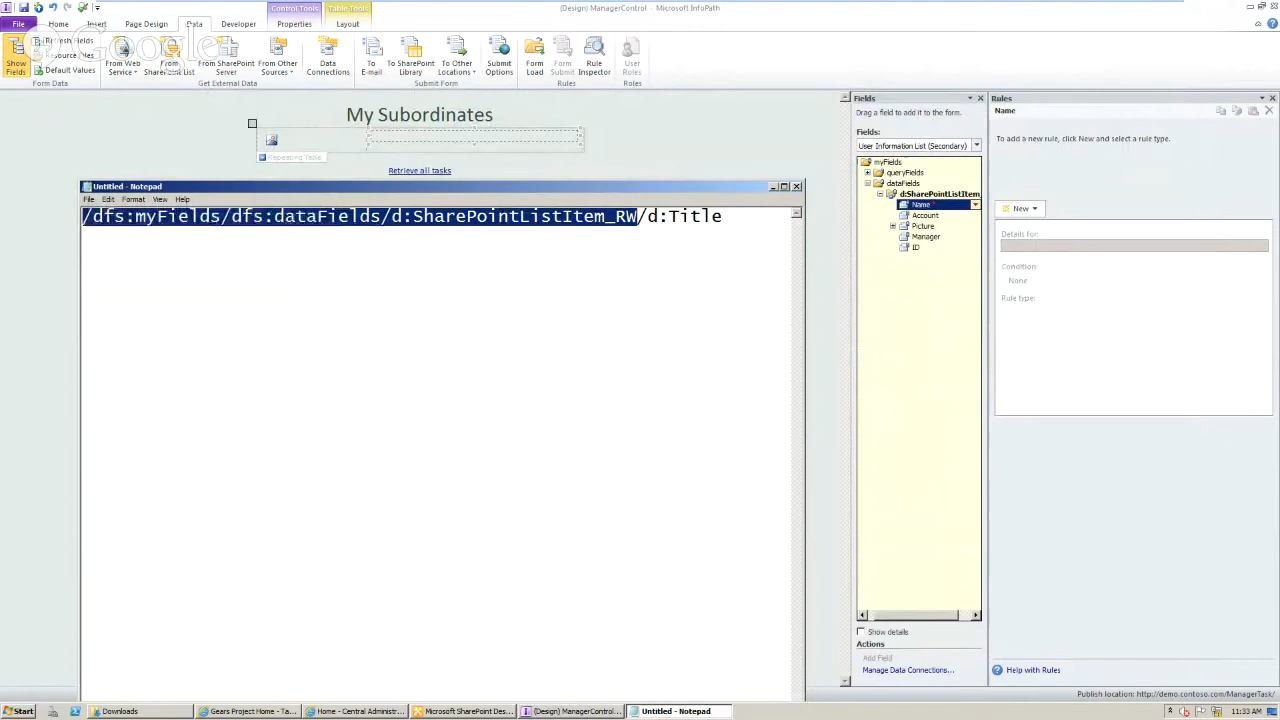 Control Tools
Table Tools
(Design) ManagerControl - Microsoft InfoPath
File
Home
Insert
Page Design
Data
Developer
Properties
Layout
Google
Show Fields
Refresh Fields
Resource Files
Default Values
From Web Service
From SharePoint List
From SharePoint Server
From Other Sources
Data Connections
To E-mail
To SharePoint Library
To Other Locations
Submit Options
Form Load
Form Submit
Rule Inspector
User Roles
Form Data
Get External Data
Submit Form
Rules
Roles
My Subordinates
Repeating Table
Retrieve all tasks
Untitled - Notepad
File Edit Format View Help
/dfs:myFields/dfs:dataFields/d:SharePointListItem_RW/d:Title
Fields
Drag a field to add it to the form.
Fields:
User Information List (Secondary)
myFields
queryFields
dataFields
d:SharePointListItem
Name *
Account
Picture
Manager
ID
Show details
Actions
Add Field
Manage Data Connections...
Rules
Name
To add a new rule, click New and select a rule type.
New
Details for:
Condition:
None
Rule type:
Help with Rules
Publish location: http://demo.contoso.com/ManagerTask/
Start
Downloads
Gears Project Home - Ta...
Home - Central Administr...
Microsoft SharePoint Des...
(Design) ManagerControl...
Untitled - Notepad
11:33 AM